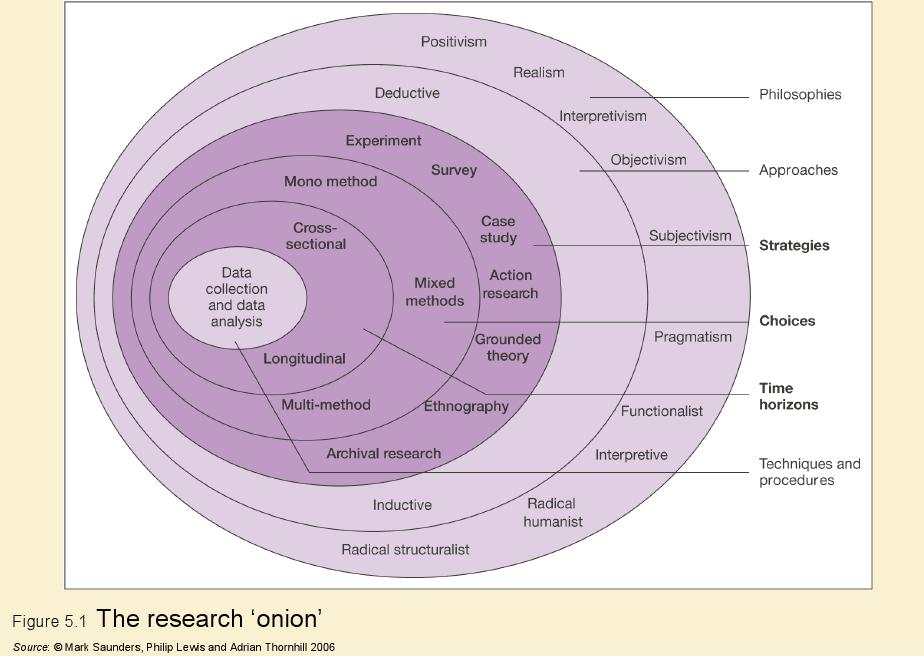 Positivism
Realism
Deductive
Philosophies
Interpretivism
Experiment
Objectivism
Survey
Approaches
Mono method
Case
study
Cross-
sectional
Subjectivism
Strategies
Data
collection
and data
analysis
Mixed
methods
Action
research
Choices
Pragmatism
Grounded
theory
Longitudinal
Time
horizons
Multi-method
Ethnography
Functionalist
Archival research
Interpretive
Techniques and
procedures
Inductive
Radical
humanist
Radical structuralist
Figure 5.1 The research ‘onion’
Source: © Mark Saunders, Philip Lewis and Adrian Thornhill 2006